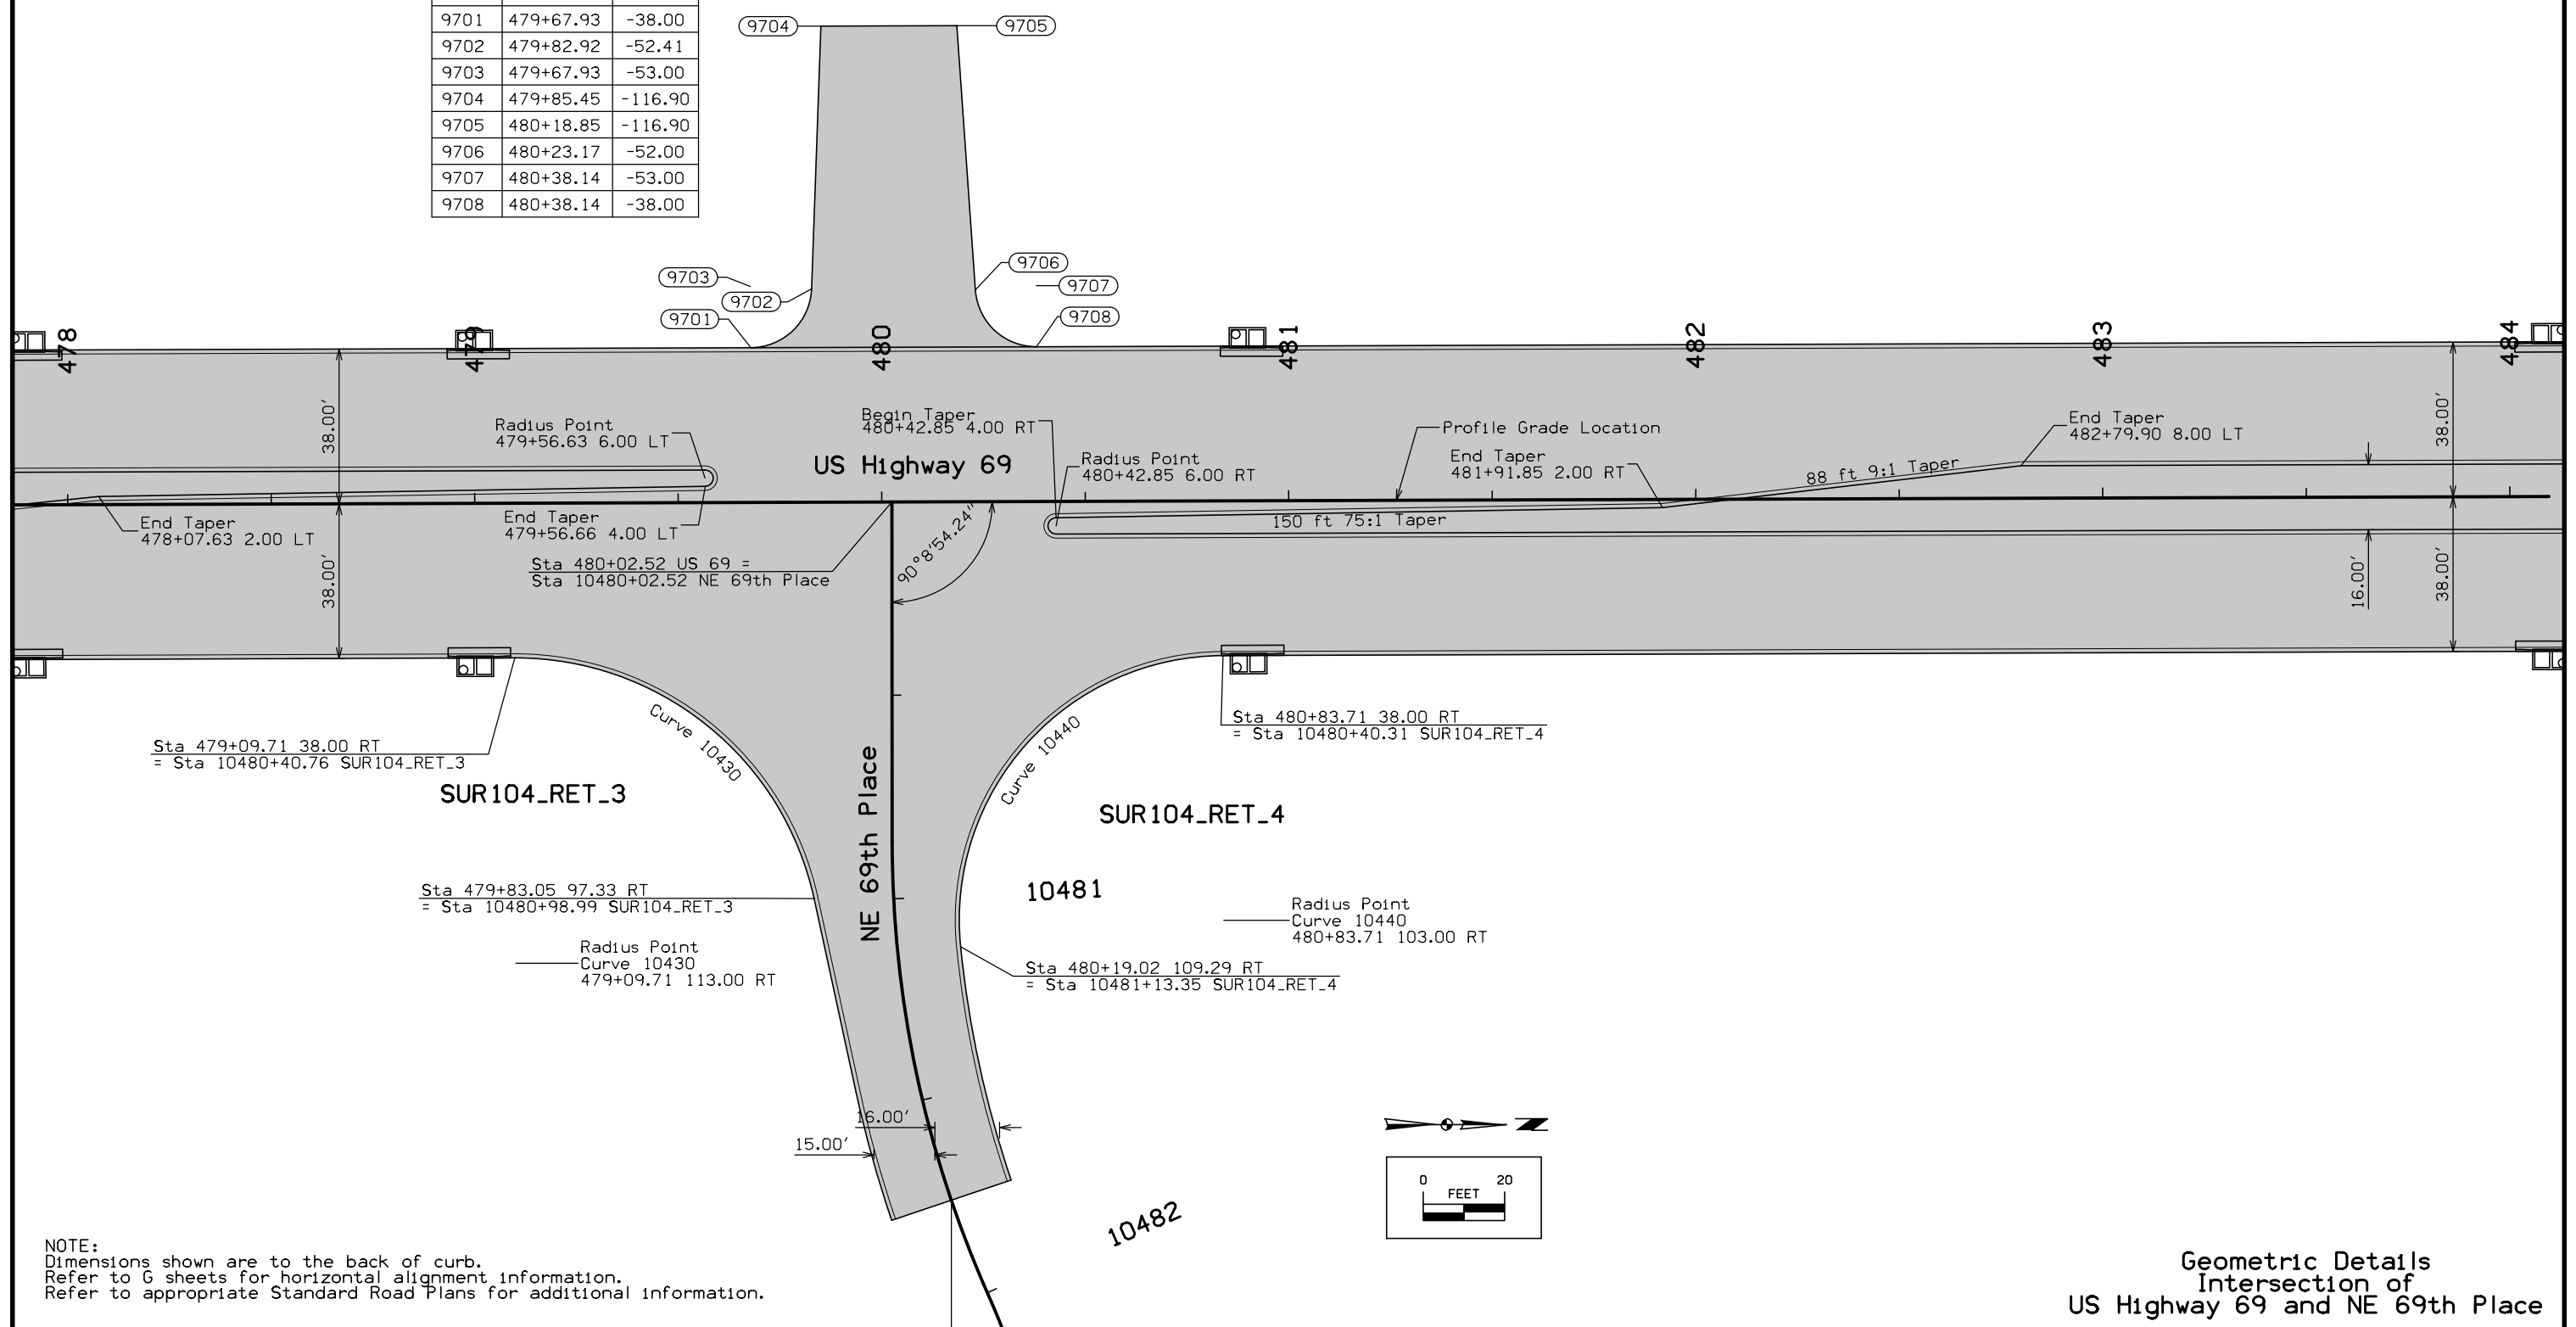 9701 479+67.93 -38.00
9702 479+82.92 -52.41
9703 479+67.93 -53.00
9704 479+85.45 -116.90
9705 480+18.85 -116.90
9706 480+23.17 -52.00
9707 480+38.14 -53.00
9708 480+38.14 -38.00
9704
9705
9703
9702
9701
9706
9707
9708
478
479
480
481
482
483
484
38.00'
38.00'
Radius Point
479+56.63 6.00 LT
Begin Taper
480+42.85 4.00 RT
US Highway 69
Radius Point
480+42.85 6.00 RT
Profile Grade Location
End Taper
481+91.85 2.00 RT
88 ft 9:1 Taper
End Taper
482+79.90 8.00 LT
End Taper
478+07.63 2.00 LT
End Taper
479+56.66 4.00 LT
150 ft 75:1 Taper
Sta 480+02.52 US 69 =
Sta 10480+02.52 NE 69th Place
90°8'54.24"
38.00'
16.00'
38.00'
Sta 479+09.71 38.00 RT
= Sta 10480+40.76 SUR104_RET_3
Curve 10430
Curve 10440
Sta 480+83.71 38.00 RT
= Sta 10480+40.31 SUR104_RET_4
SUR104_RET_3
NE 69th Place
SUR104_RET_4
Sta 479+83.05 97.33 RT
= Sta 10480+98.99 SUR104_RET_3
10481
Radius Point
Curve 10440
480+83.71 103.00 RT
Radius Point
Curve 10430
479+09.71 113.00 RT
Sta 480+19.02 109.29 RT
= Sta 10481+13.35 SUR104_RET_4
16.00'
15.00'
10482
0 20
FEET
NOTE:
Dimensions shown are to the back of curb.
Refer to G sheets for horizontal alignment information.
Refer to appropriate Standard Road Plans for additional information.
Geometric Details
Intersection of
US Highway 69 and NE 69th Place